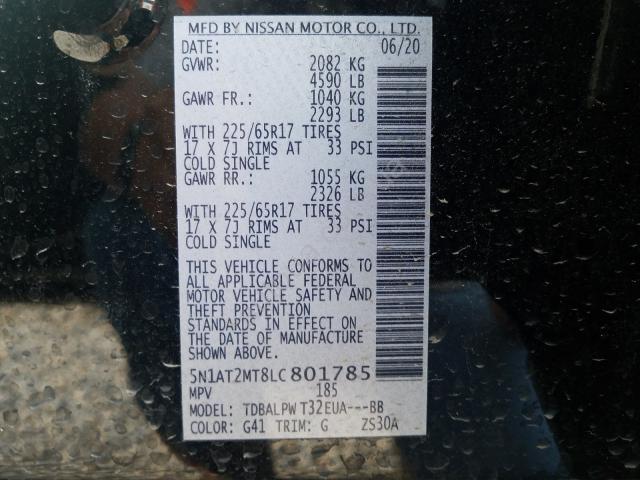 MFD BY NISSAN MOTOR CO., LTD.
DATE: 06/20
GVWR: 2082 KG
4590 LB
GAWR FR.: 1040 KG
2293 LB
WITH 225/65R17 TIRES
17 X 7J RIMS AT 33 PSI
COLD SINGLE
GAWR RR.: 1055 KG
2326 LB
WITH 225/65R17 TIRES
17 X 7J RIMS AT 33 PSI
COLD SINGLE
THIS VEHICLE CONFORMS TO
ALL APPLICABLE FEDERAL
MOTOR VEHICLE SAFETY AND
THEFT PREVENTION
STANDARDS IN EFFECT ON
THE DATE OF MANUFACTURE
SHOWN ABOVE.
5N1AT2MT8LC801785
MPV 185
MODEL: TDBALPW T32EUA---BB
COLOR: G41 TRIM: G ZS30A